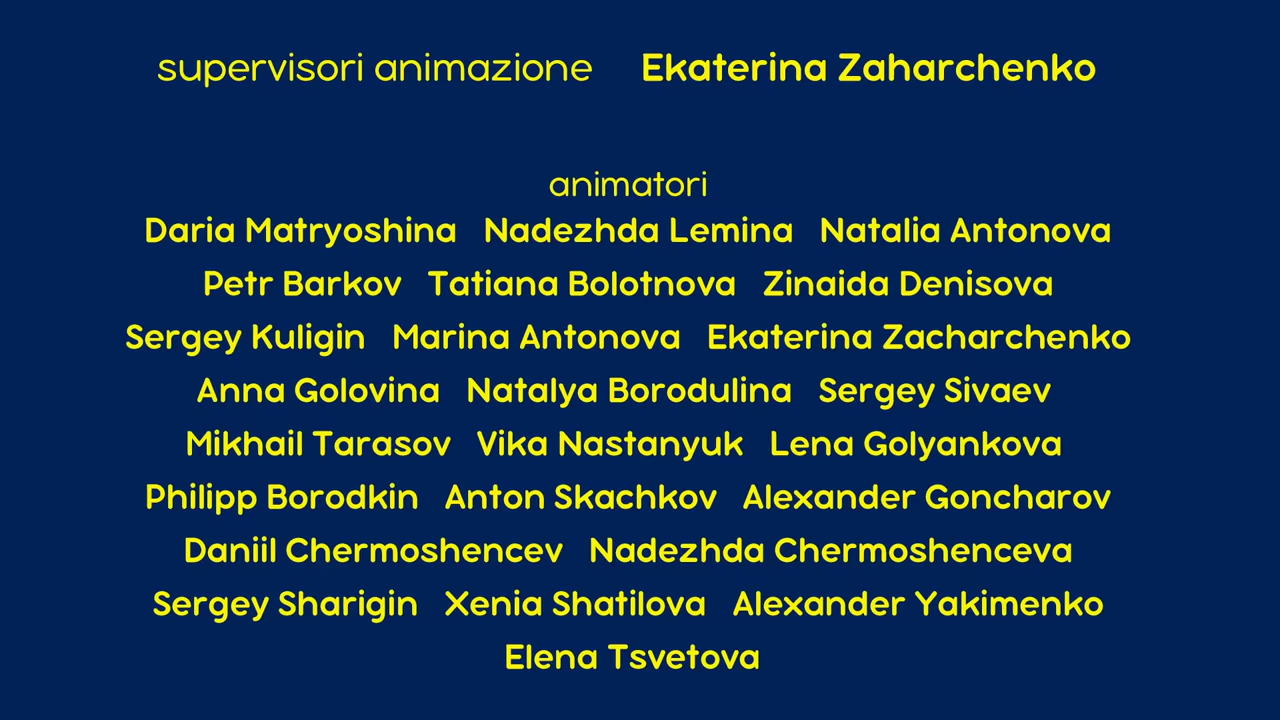 supervisori animazione Ekaterina Zaharchenko
animatori
Daria Matryoshina Nadezhda Lemina Natalia Antonova
Petr Barkov Tatiana Bolotnova Zinaida Denisova
Sergey Kuligin Marina Antonova Ekaterina Zacharchenko
Anna Golovina Natalya Borodulina Sergey Sivaev
Mikhail Tarasov Vika Nastanyuk Lena Golyankova
Philipp Borodkin Anton Skachkov Alexander Goncharov
Daniil Chermoshencev Nadezhda Chermoshenceva
Sergey Sharigin Xenia Shatilova Alexander Yakimenko
Elena Tsvetova